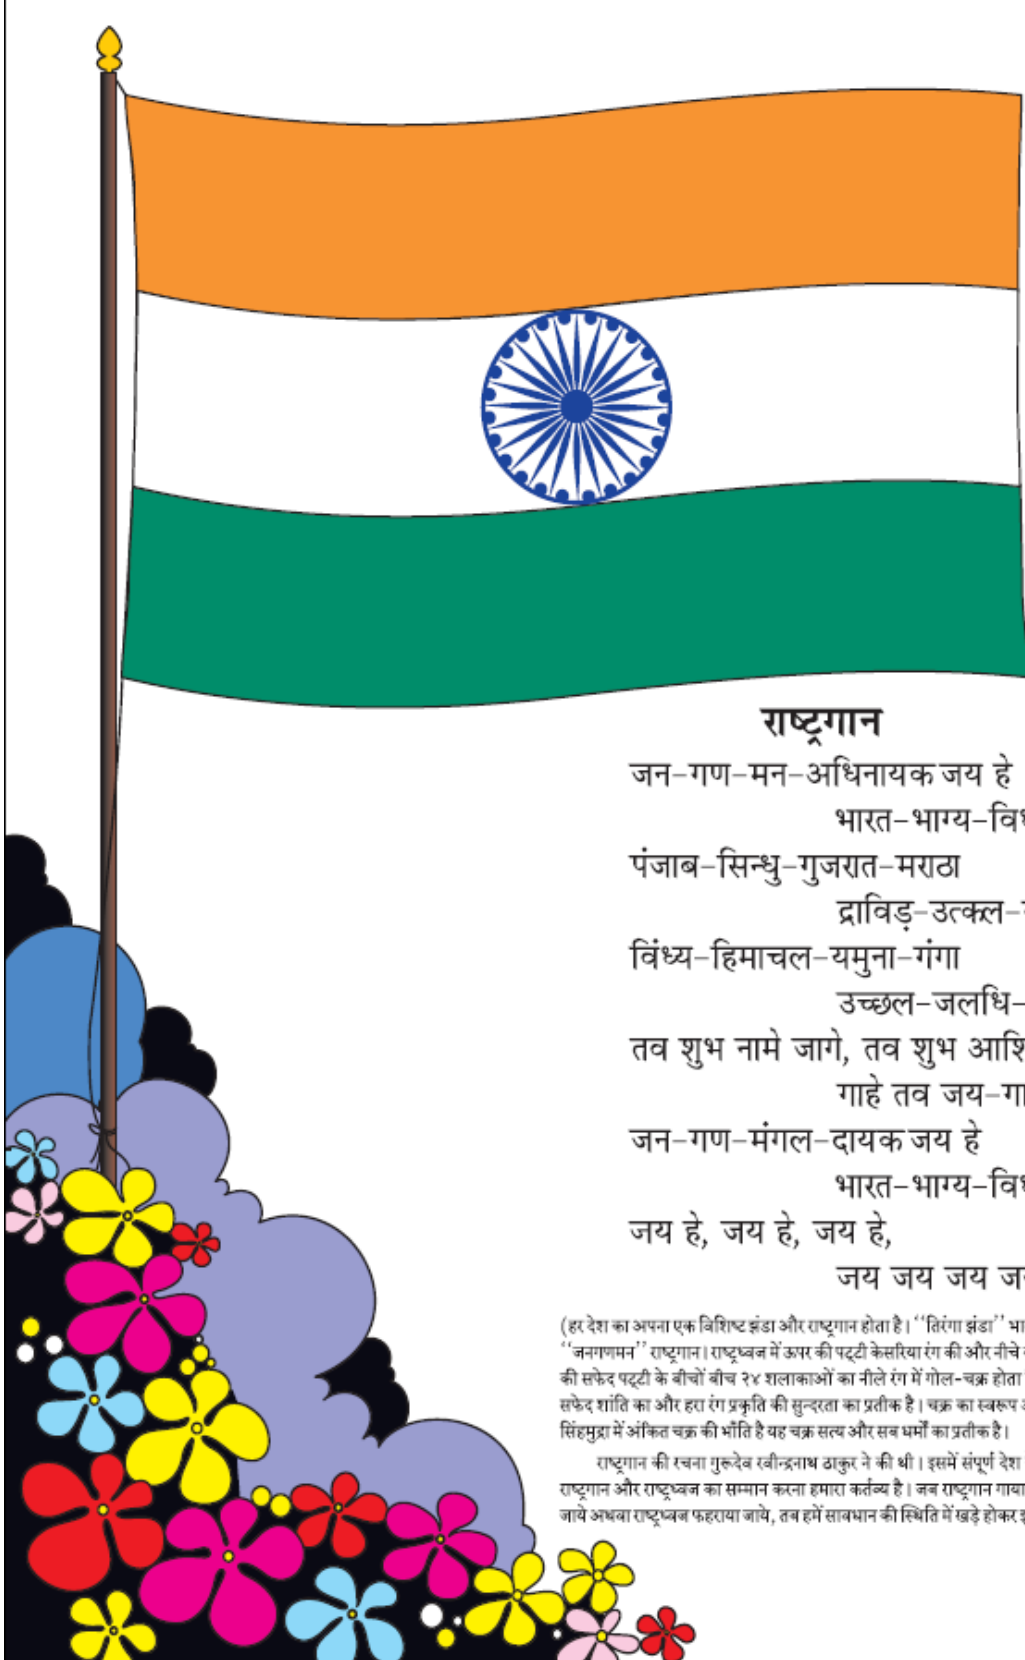 राष्ट्रगान
जन-गण-मन-अधिनायक जय हे
भारत-भाग्य-वि
पंजाब-सिन्धु-गुजरात-मराठा
द्राविड़-उत्कल-
विंध्य-हिमाचल-यमुना-गंगा
उच्छल-जलधि-
तव शुभ नामे जागे, तव शुभ आशि
गाहे तव जय-गा
जन-गण-मंगल-दायक जय हे
भारत-भाग्य-वि
जय हे, जय हे, जय हे,
जय जय जय ज
(हर देश का अपना एक विशिष्ट झंडा और राष्ट्रगान होता है। ‘‘तिरंगा झंडा’’ भा
‘‘जनगणमन’’ राष्ट्रगान। राष्ट्रध्वज में ऊपर की पट्टी केसरिया रंग की और नीचे
की सफेद पट्टी के बीचों बीच २४ शलाकाओं का नीले रंग में गोल-चक्र होता
सफेद शांति का और हरा रंग प्रकृति की सुन्दरता का प्रतीक है। चक्र का स्वरूप
सिंहमुद्रा में अंकित चक्र की भाँति है यह चक्र सत्य और सब धर्मों का प्रतीक है।
राष्ट्रगान की रचना गुरूदेव रवीन्द्रनाथ ठाकुर ने की थी। इसमें संपूर्ण देश
राष्ट्रगान और राष्ट्रध्वज का सम्मान करना हमारा कर्तव्य है। जब राष्ट्रगान गाया
जाये अथवा राष्ट्रध्वज फहराया जाये, तब हमें सावधान की स्थिति में खड़े होकर